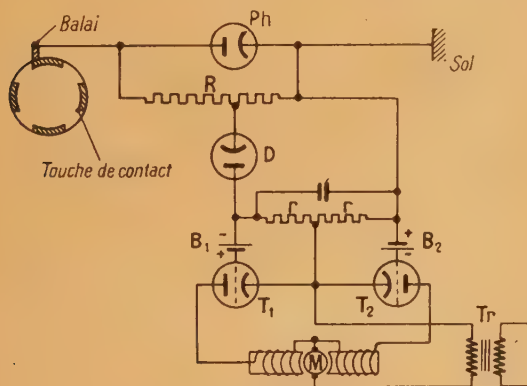 Balai
Ph
Sol
R
Touche de contact
D
r r
- +
B₁ B₂
+ -
T₁ T₂
Tr
M